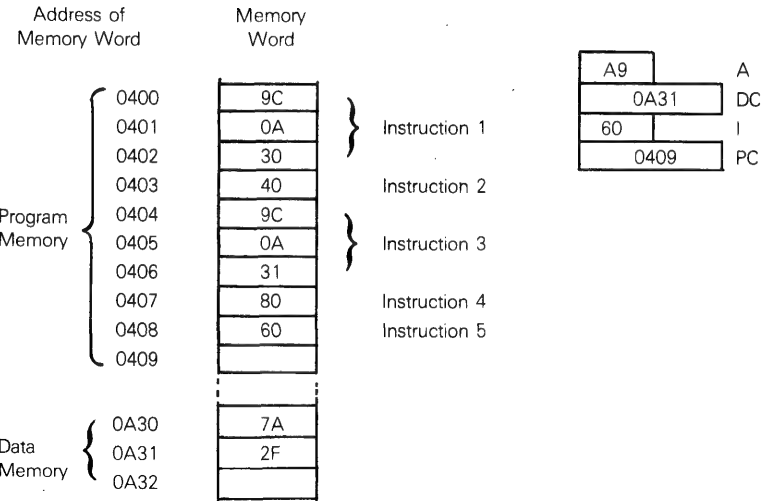 Address of Memory
Memory Word Word
A9 A
0400 9C 0A31 DC
0401 0A Instruction 1 60 I
0402 30 0409 PC
0403 40 Instruction 2
0404 9C
Program
Memory
0405 0A Instruction 3
0406 31
0407 80 Instruction 4
0408 60 Instruction 5
0409
0A30 7A
Data
Memory
0A31 2F
0A32